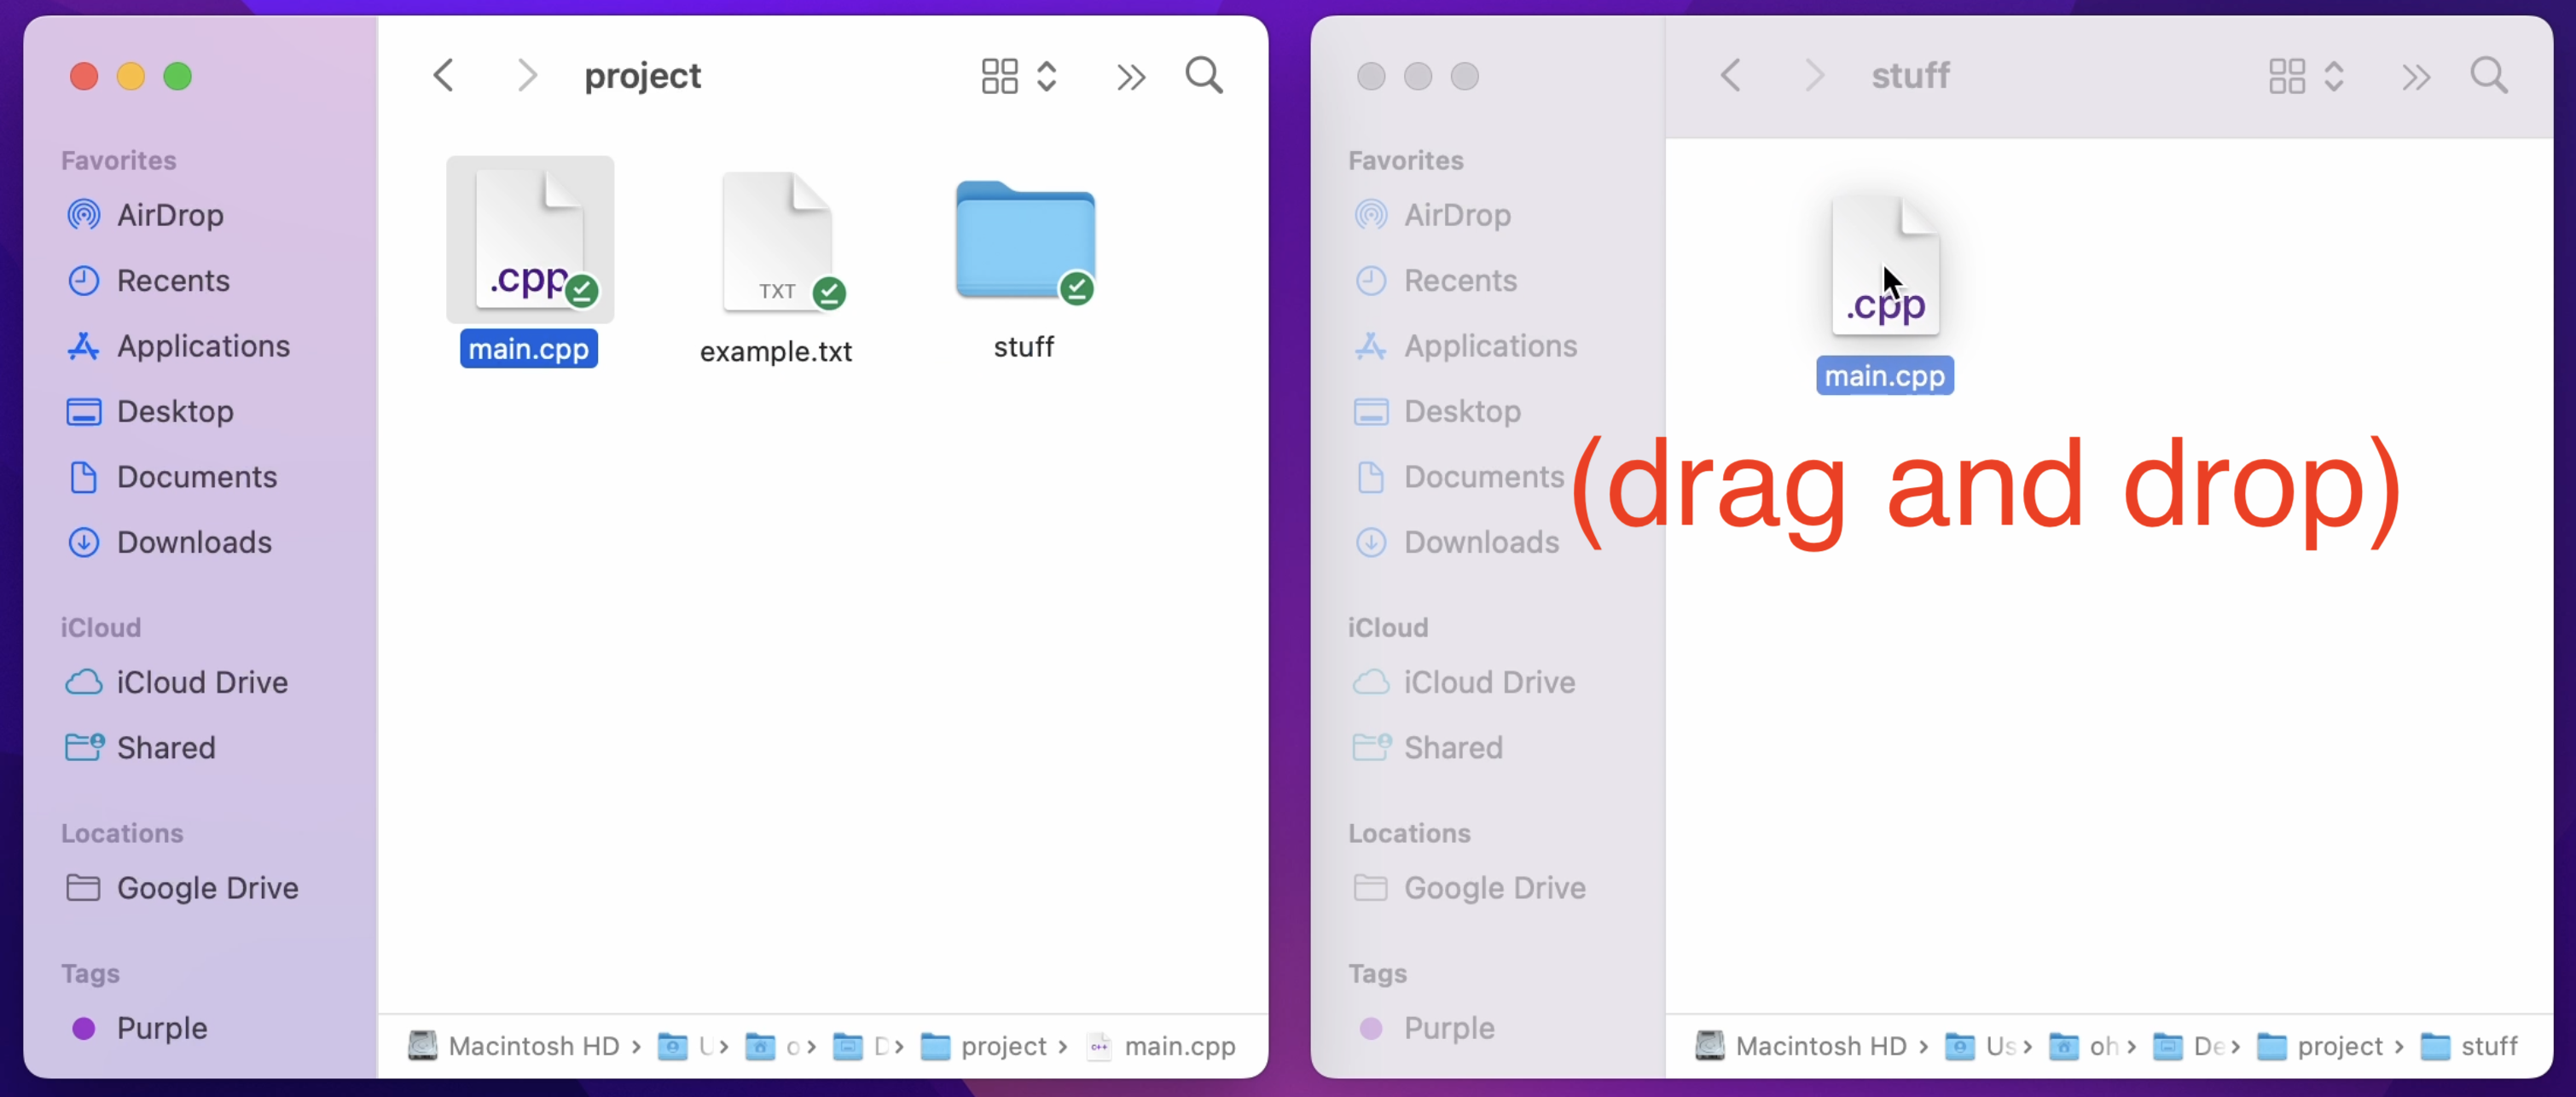 project
Favorites
AirDrop
Recents
Applications
Desktop
Documents
Downloads
iCloud
iCloud Drive
Shared
Locations
Google Drive
Tags
Purple
.cpp
TXT
main.cpp
example.txt
stuff
Macintosh HD › U › o › D › project › c++ main.cpp
stuff
Favorites
AirDrop
Recents
Applications
Desktop
Documents
Downloads
iCloud
iCloud Drive
Shared
Locations
Google Drive
Tags
Purple
.cpp
main.cpp
(drag and drop)
Macintosh HD › Us › oh › De › project › stuff